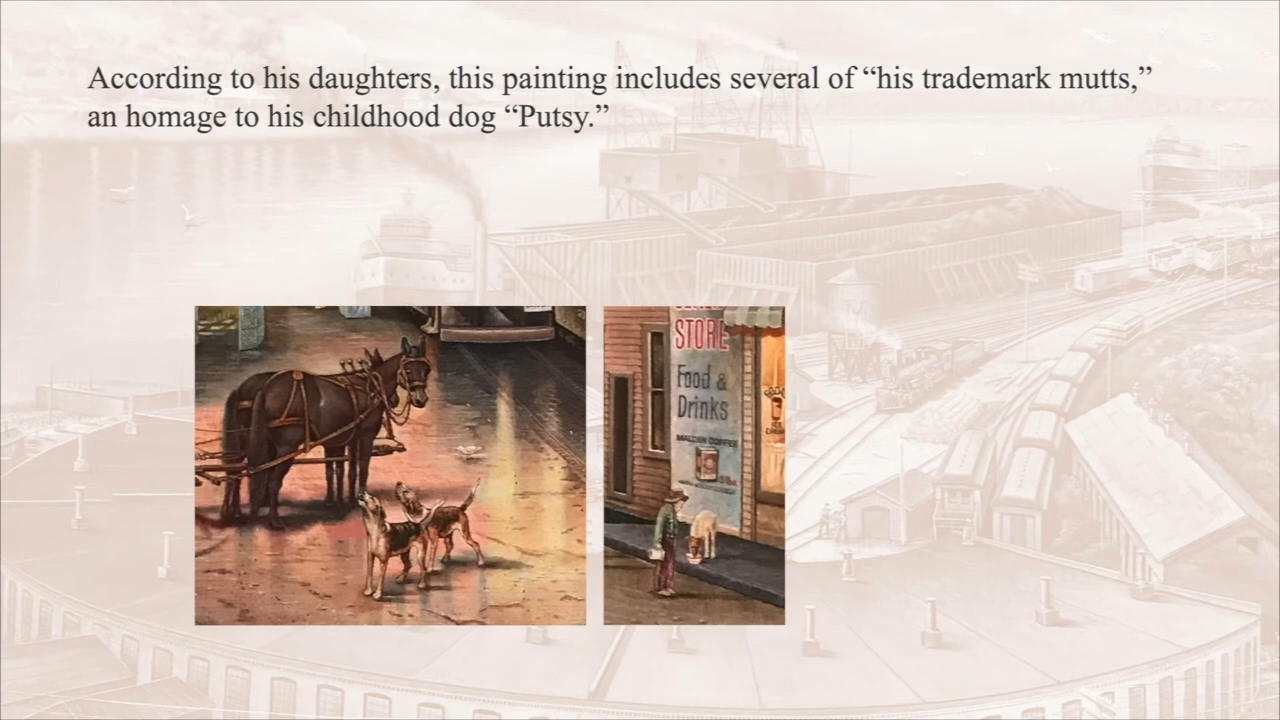 According to his daughters, this painting includes several of “his trademark mutts,”
an homage to his childhood dog “Putsy.”
STORE
Food &
Drinks